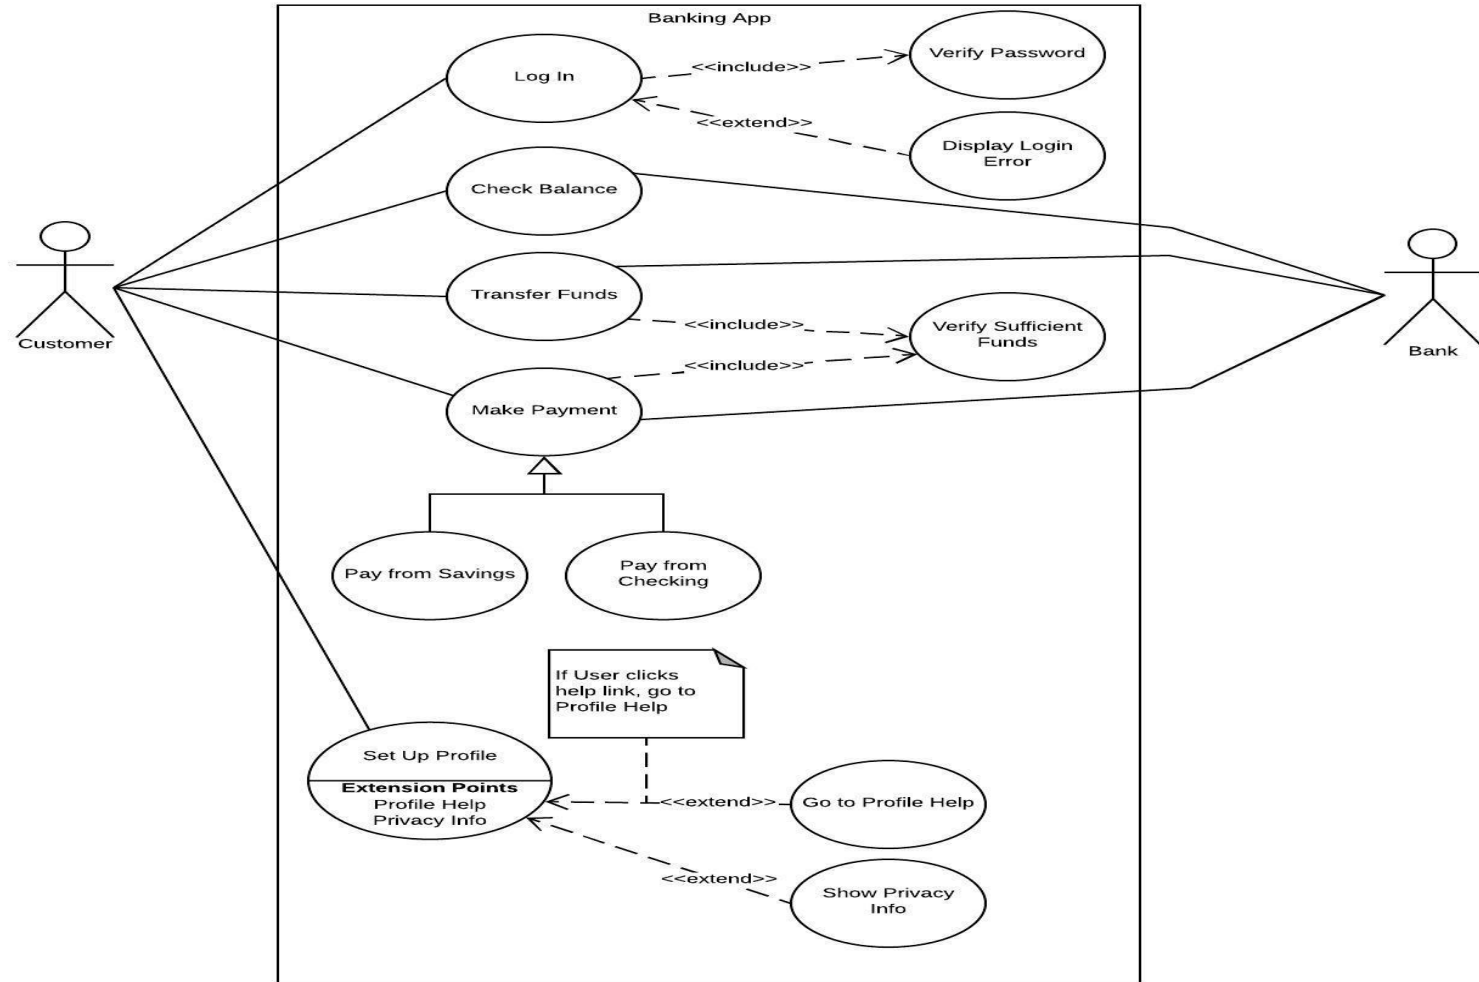 Banking App
Log In
<<include>>
Verify Password
<<extend>>
Display Login
Error
Check Balance
Customer
Transfer Funds
<<include>>
Verify Sufficient
Funds
Bank
<<include>>
Make Payment
Pay from Savings
Pay from
Checking
If User clicks
help link, go to
Profile Help
Set Up Profile
Extension Points
Profile Help
Privacy Info
<<extend>>
Go to Profile Help
<<extend>>
Show Privacy
Info